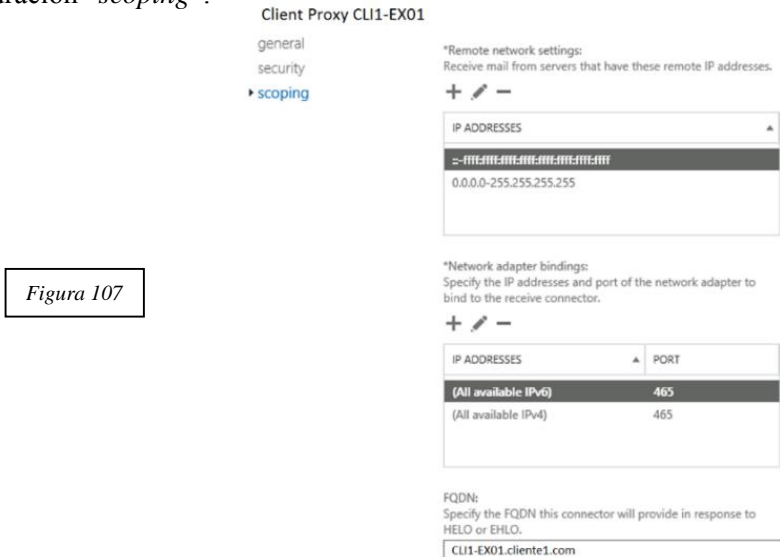 "scoping".
Client Proxy CLI1-EX01
general
security
scoping
*Remote network settings:
Receive mail from servers that have these remote IP addresses.
IP ADDRESSES
::-ffff:ffff:ffff:ffff:ffff:ffff:ffff:ffff
0.0.0.0-255.255.255.255
*Network adapter bindings:
Specify the IP addresses and port of the network adapter to
bind to the receive connector.
IP ADDRESSES PORT
(All available IPv6) 465
(All available IPv4) 465
FQDN:
Specify the FQDN this connector will provide in response to
HELO or EHLO.
CLI1-EX01.cliente1.com
Figura 107